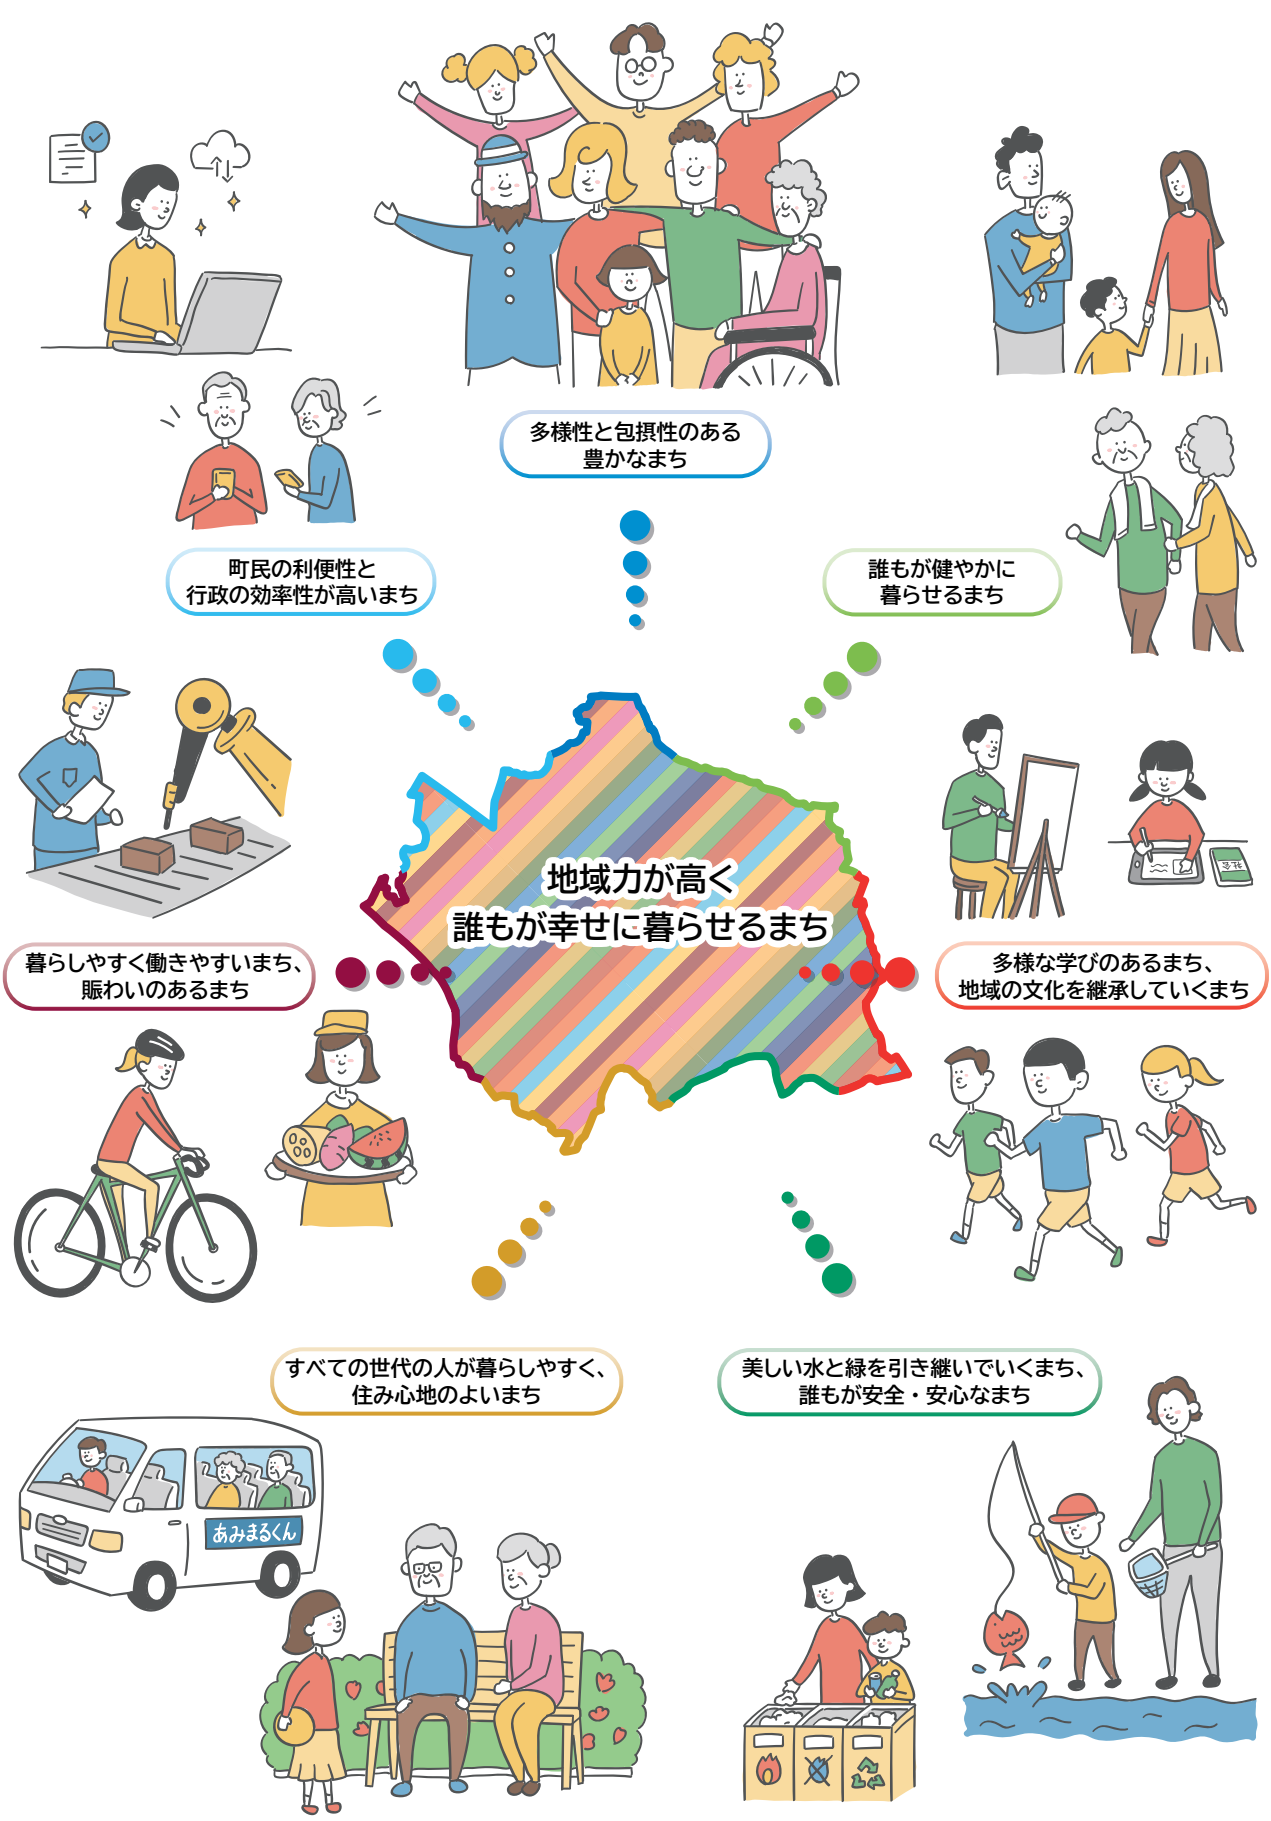 多様性と包摂性のある
豊かなまち
町民の利便性と
行政の効率性が高いまち
誰もが健やかに
暮らせるまち
地域力が高く
誰もが幸せに暮らせるまち
社会
暮らしやすく働きやすいまち、
賑わいのあるまち
多様な学びのあるまち、
地域の文化を継承していくまち
すべての世代の人が暮らしやすく、
住み心地のよいまち
美しい水と緑を引き継いでいくまち、
誰もが安全・安心なまち
あみまるくん